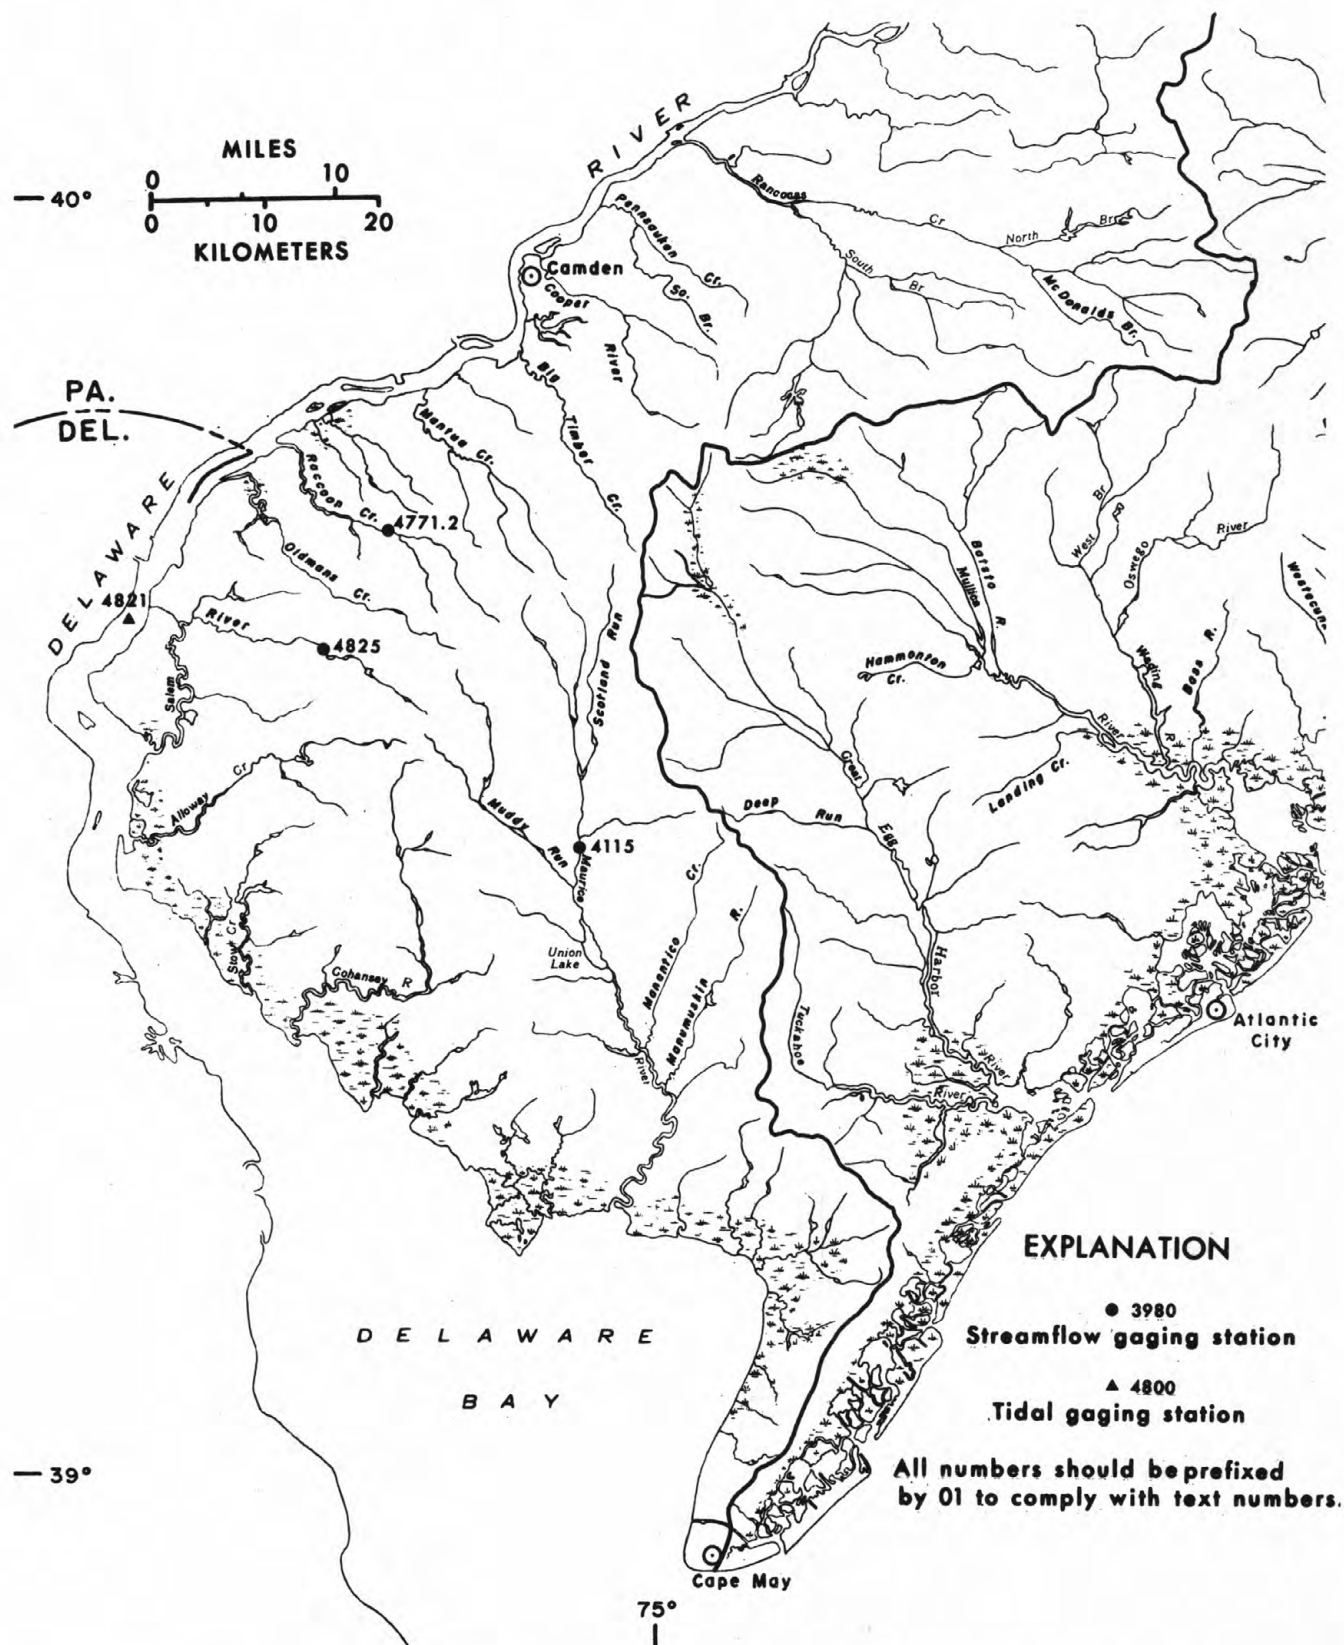 RIVER
MILES
0 10
40°
0 10 20
KILOMETERS
Rancocas
Cr
North
Br
Pennsauken
Cr.
So.
Br.
South
Br
McDonalds Br.
Camden
Cooper
River
Big
Timber
Cr.
PA.
DEL.
Mantua Cr.
Raccoon Cr.
4771.2
DELAWARE
Oldmans
Cr.
4821
River
4825
Salem
Scotland Run
Batsto
R.
Mullica
West
Br
Oswego
River
Westecunk
Hammonton
Cr.
Wading
R
Bass R.
River
Great
Landing Cr.
Alloway
Cr
Muddy
Run
Deep
Run
Egg
4115
Maurice
Cr.
R.
Stow Cr
Union
Lake
Cohansey
R
Manantico
Manumuskin
Harbor
Tuckahoe
Atlantic
City
River
River
River
EXPLANATION
3980
Streamflow gaging station
DELAWARE
BAY
4800
Tidal gaging station
39°
All numbers should be prefixed
by 01 to comply with text numbers.
Cape May
75°